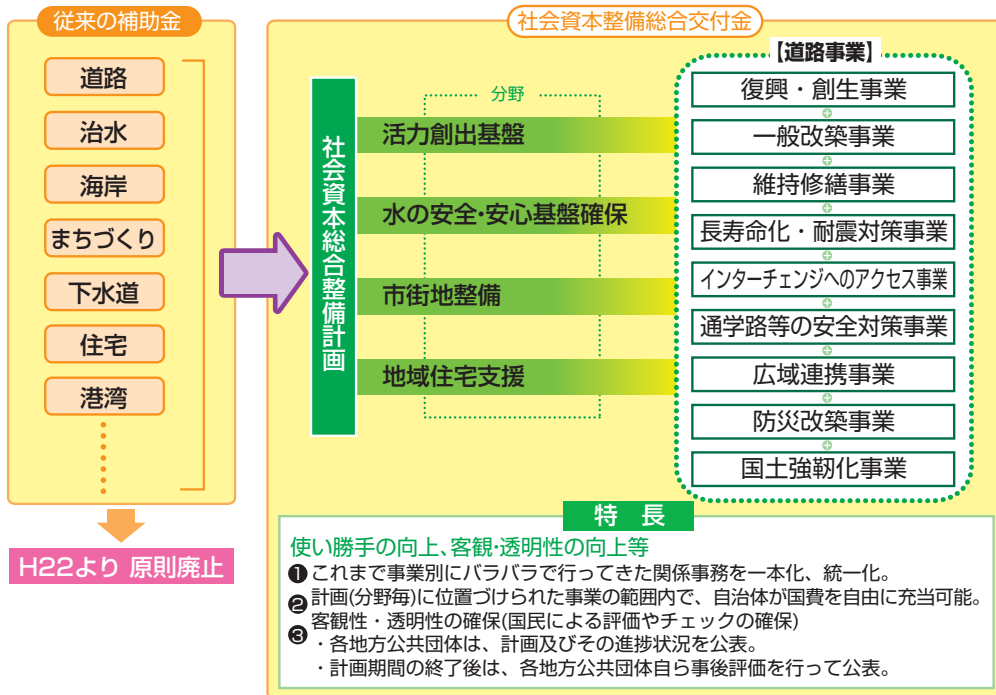 従来の補助金
道路
治水
海岸
まちづくり
下水道
住宅
港湾
H22より 原則廃止
社会資本整備総合交付金
社会資本総合整備計画
分野
活力創出基盤
水の安全・安心基盤確保
市街地整備
地域住宅支援
【道路事業】
復興・創生事業
+
一般改築事業
+
維持修繕事業
+
長寿命化・耐震対策事業
+
インターチェンジへのアクセス事業
+
通学路等の安全対策事業
+
広域連携事業
+
防災改築事業
+
国土強靭化事業
特 長
使い勝手の向上、客観・透明性の向上等
❶これまで事業別にバラバラで行ってきた関係事務を一本化、統一化。
❷計画(分野毎)に位置づけられた事業の範囲内で、自治体が国費を自由に充当可能。
❸客観性・透明性の確保(国民による評価やチェックの確保)
・各地方公共団体は、計画及びその進捗状況を公表。
・計画期間の終了後は、各地方公共団体自ら事後評価を行って公表。